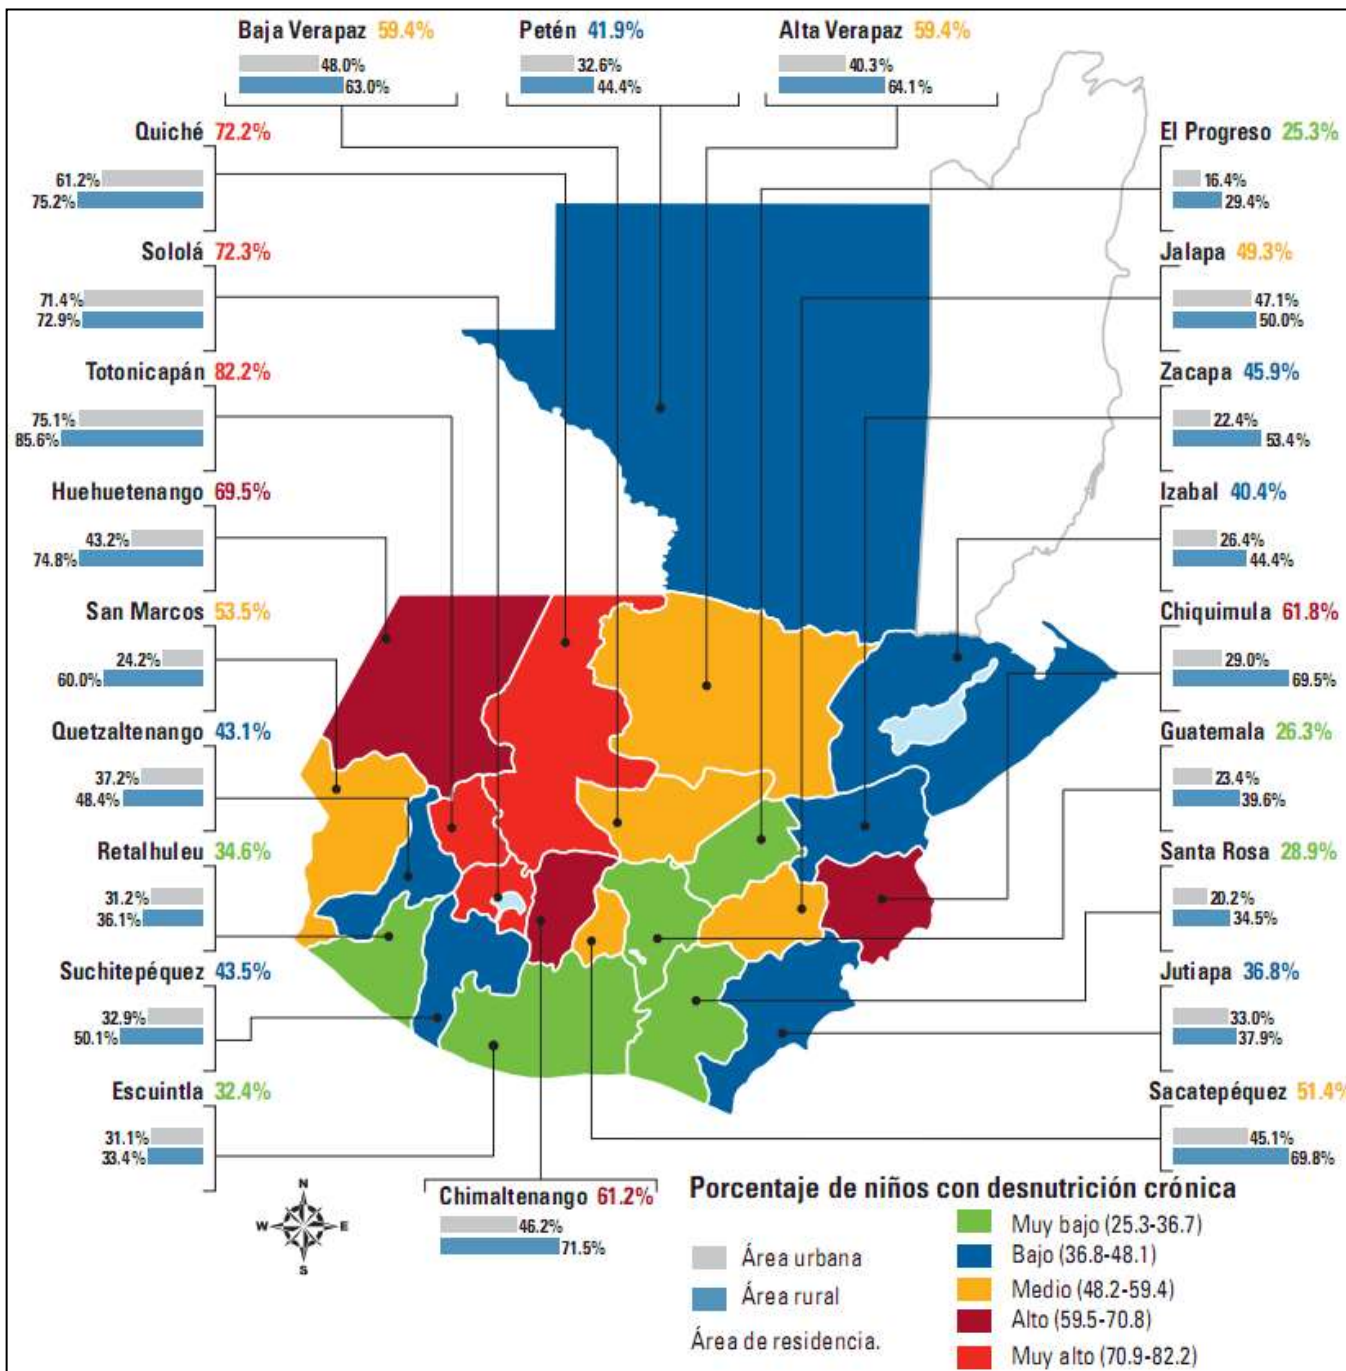 Baja Verapaz 59.4%
48.0%
63.0%
Petén 41.9%
32.6%
44.4%
Alta Verapaz 59.4%
40.3%
64.1%
Quiché 72.2%
61.2%
75.2%
Sololá 72.3%
71.4%
72.9%
Totonicapán 82.2%
75.1%
85.6%
Huehuetenango 69.5%
43.2%
74.8%
San Marcos 53.5%
24.2%
60.0%
Quetzaltenango 43.1%
37.2%
48.4%
Retalhuleu 34.6%
31.2%
36.1%
Suchitepéquez 43.5%
32.9%
50.1%
Escuintla 32.4%
31.1%
33.4%
El Progreso 25.3%
16.4%
29.4%
Jalapa 49.3%
47.1%
50.0%
Zacapa 45.9%
22.4%
53.4%
Izabal 40.4%
26.4%
44.4%
Chiquimula 61.8%
29.0%
69.5%
Guatemala 26.3%
23.4%
39.6%
Santa Rosa 28.9%
20.2%
34.5%
Jutiapa 36.8%
33.0%
37.9%
Sacatepéquez 51.4%
45.1%
69.8%
N
W E
S
Chimaltenango 61.2%
46.2%
71.5%
Porcentaje de niños con desnutrición crónica
Área urbana
Área rural
Área de residencia.
Muy bajo (25.3-36.7)
Bajo (36.8-48.1)
Medio (48.2-59.4)
Alto (59.5-70.8)
Muy alto (70.9-82.2)